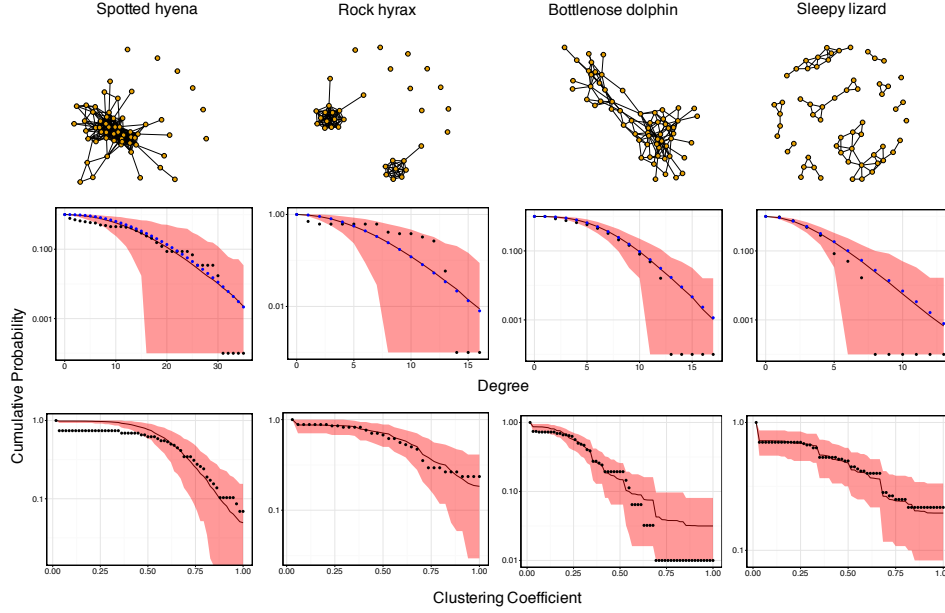 Spotted hyena Rock hyrax Bottlenose dolphin Sleepy lizard
Cumulative Probability
0.100 1.00 0.100 0.100
0.001 0.01 0.001 0.001
0 10 20 30 0 5 10 15 0 5 10 15 0 5 10
Degree
1.0 1.0 1.00 1.0
0.1 0.1 0.10 0.1
0.01
0.00 0.25 0.50 0.75 1.00 0.00 0.25 0.50 0.75 1.00 0.00 0.25 0.50 0.75 1.00 0.00 0.25 0.50 0.75 1.00
Clustering Coefficient